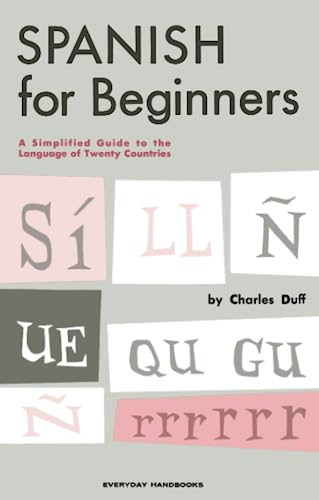 SPANISH
for Beginners
A Simplified Guide to the
Language of Twenty Countries
Sí LL Ñ
by Charles Duff
UE QU GU
Ñ rrrrrr
EVERYDAY HANDBOOKS